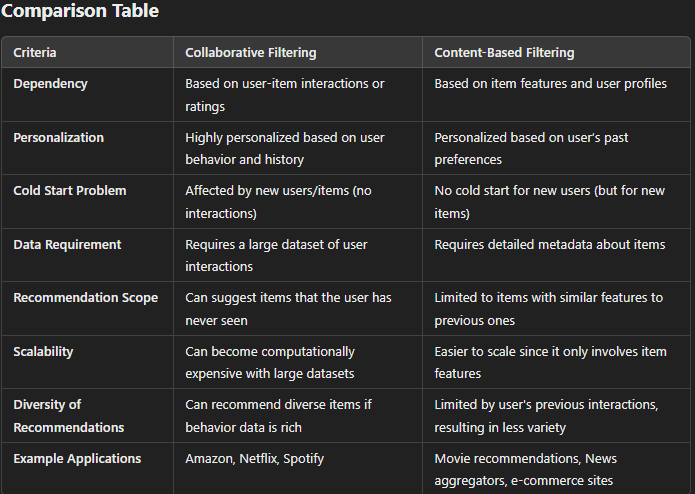 Comparison Table
Criteria Collaborative Filtering Content-Based Filtering
Dependency Based on user-item interactions or Based on item features and user profiles
ratings
Personalization Highly personalized based on user Personalized based on user's past
behavior and history preferences
Cold Start Problem Affected by new users/items (no No cold start for new users (but for new
interactions) items)
Data Requirement Requires a large dataset of user Requires detailed metadata about items
interactions
Recommendation Scope Can suggest items that the user has Limited to items with similar features to
never seen previous ones
Scalability Can become computationally Easier to scale since it only involves item
expensive with large datasets features
Diversity of Can recommend diverse items if Limited by user's previous interactions,
Recommendations behavior data is rich resulting in less variety
Example Applications Amazon, Netflix, Spotify Movie recommendations, News
aggregators, e-commerce sites